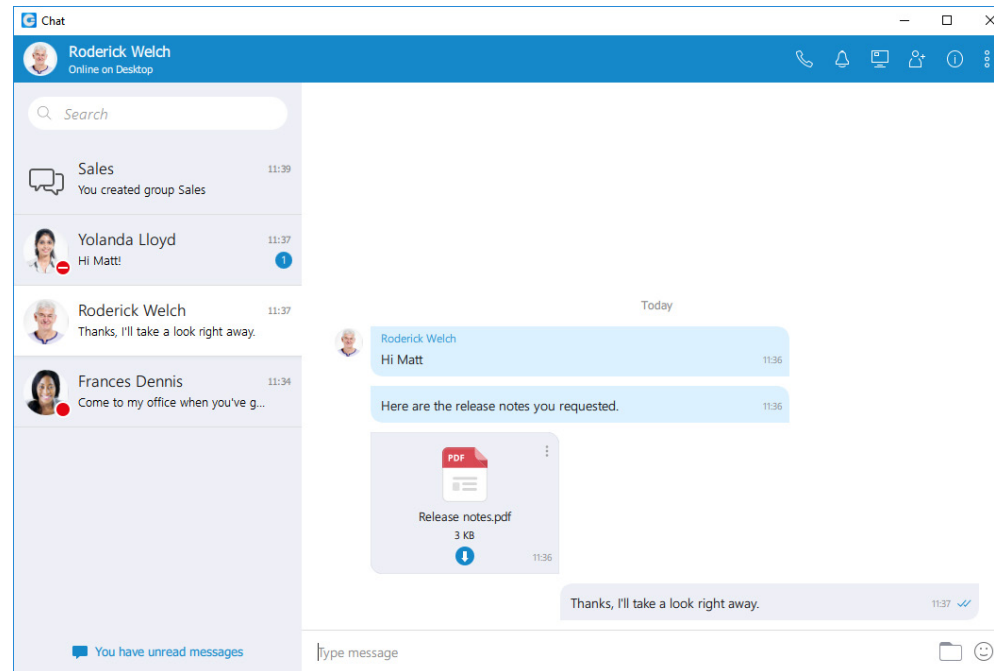 Chat
Roderick Welch
Online on Desktop
Search
Sales 11:39
You created group Sales
Yolanda Lloyd 11:37
Hi Matt! 1
Roderick Welch 11:37
Thanks, I'll take a look right away.
Frances Dennis 11:34
Come to my office when you've g...
You have unread messages
Today
Roderick Welch
Hi Matt 11:36
Here are the release notes you requested. 11:36
PDF
Release notes.pdf
3 KB
11:36
Thanks, I'll take a look right away. 11:37
Type message